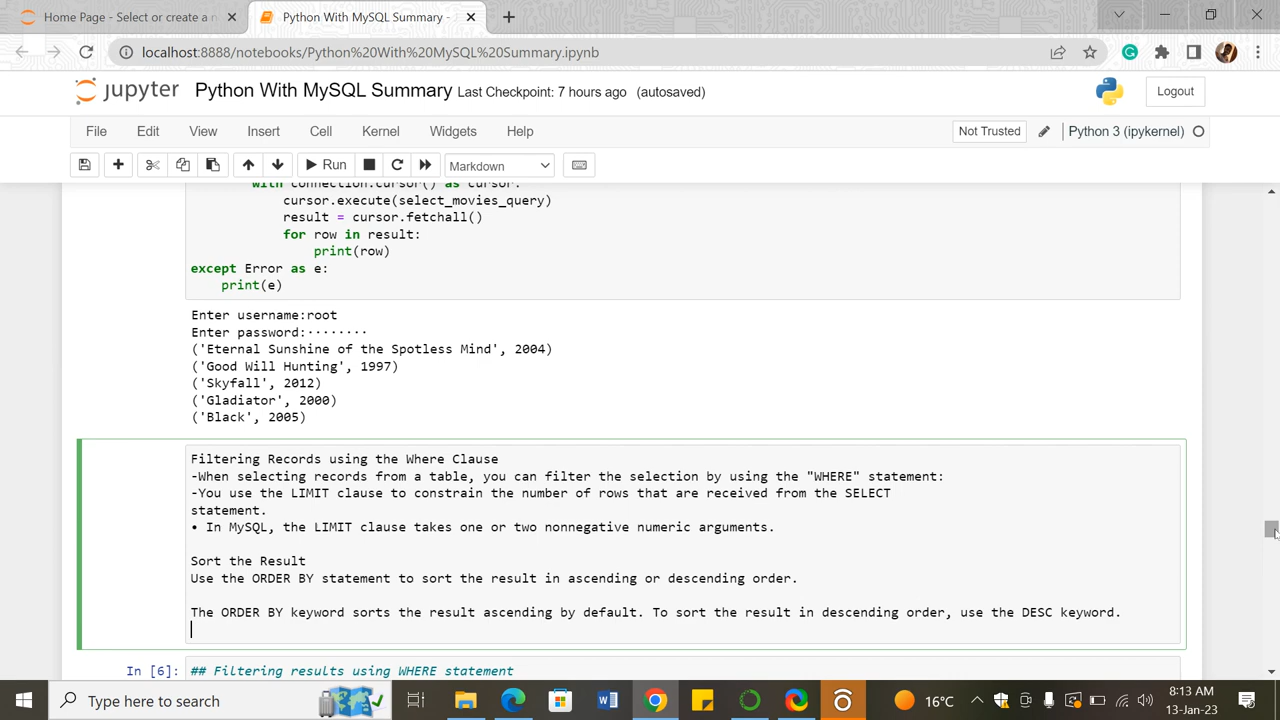 Home Page - Select or create a n
Python With MySQL Summary - J
localhost:8888/notebooks/Python%20With%20MySQL%20Summary.ipynb
jupyter Python With MySQL Summary Last Checkpoint: 7 hours ago (autosaved)
Logout
File Edit View Insert Cell Kernel Widgets Help
Not Trusted
Python 3 (ipykernel)
Run
Markdown
with connection.cursor() as cursor:
cursor.execute(select_movies_query)
result = cursor.fetchall()
for row in result:
print(row)
except Error as e:
print(e)
Enter username:root
Enter password:········
('Eternal Sunshine of the Spotless Mind', 2004)
('Good Will Hunting', 1997)
('Skyfall', 2012)
('Gladiator', 2000)
('Black', 2005)
Filtering Records using the Where Clause
-When selecting records from a table, you can filter the selection by using the "WHERE" statement:
-You use the LIMIT clause to constrain the number of rows that are received from the SELECT
statement.
• In MySQL, the LIMIT clause takes one or two nonnegative numeric arguments.
Sort the Result
Use the ORDER BY statement to sort the result in ascending or descending order.
The ORDER BY keyword sorts the result ascending by default. To sort the result in descending order, use the DESC keyword.
In [6]: ## Filtering results using WHERE statement
Type here to search
16°C
8:13 AM
13-Jan-23